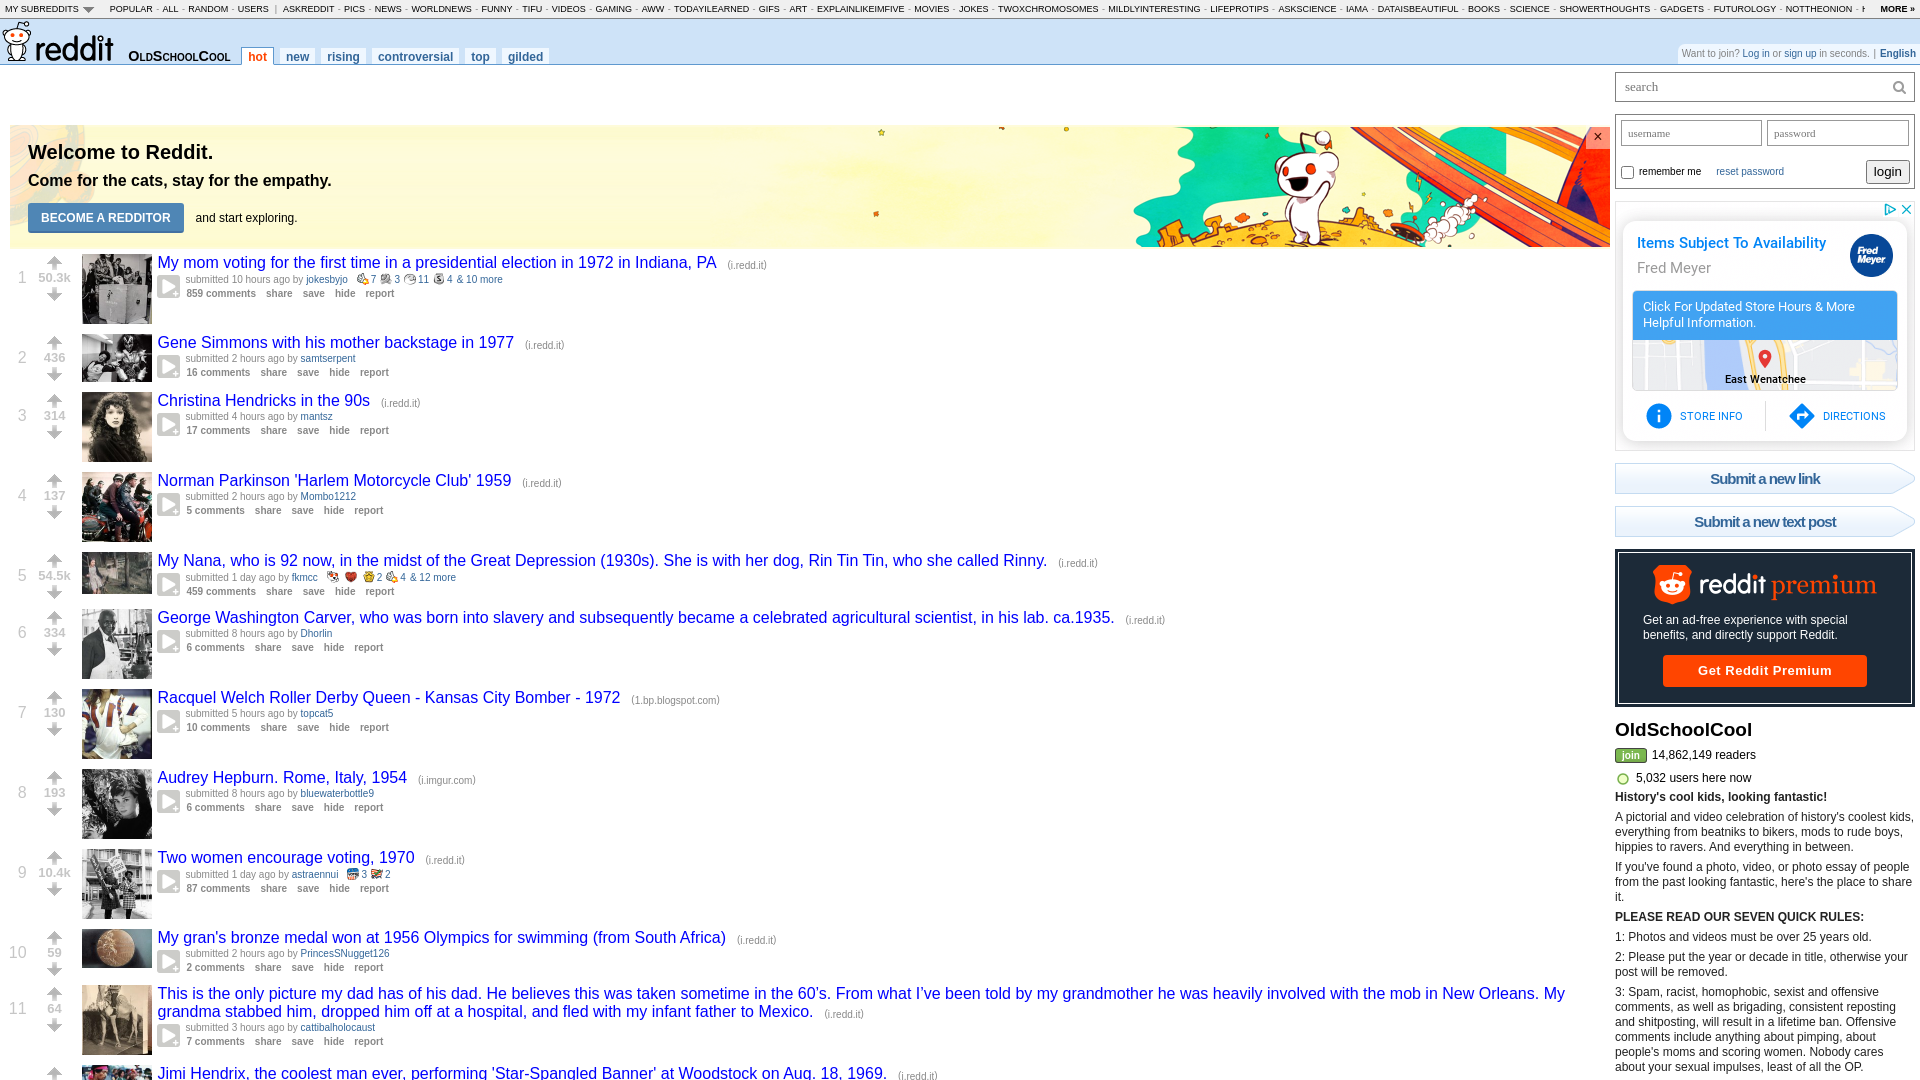 MY SUBREDDITS POPULAR - ALL - RANDOM - USERS | ASKREDDIT - PICS - NEWS - WORLDNEWS - FUNNY - TIFU - VIDEOS - GAMING - AWW - TODAYILEARNED - GIFS - ART - EXPLAINLIKEIMFIVE - MOVIES - JOKES - TWOXCHROMOSOMES - MILDLYINTERESTING - LIFEPROTIPS - ASKSCIENCE - IAMA - DATAISBEAUTIFUL - BOOKS - SCIENCE - SHOWERTHOUGHTS - GADGETS - FUTUROLOGY - NOTTHEONION - MORE »
reddit OLDSCHOOLCOOL hot new rising controversial top gilded
Want to join? Log in or sign up in seconds. | English
search
username password
remember me reset password login
Welcome to Reddit.
Come for the cats, stay for the empathy.
BECOME A REDDITOR and start exploring.
×
1 50.3k My mom voting for the first time in a presidential election in 1972 in Indiana, PA (i.redd.it)
submitted 10 hours ago by jokesbyjo 7 3 11 4 & 10 more
859 comments share save hide report
2 436 Gene Simmons with his mother backstage in 1977 (i.redd.it)
submitted 2 hours ago by samtserpent
16 comments share save hide report
3 314 Christina Hendricks in the 90s (i.redd.it)
submitted 4 hours ago by mantsz
17 comments share save hide report
4 137 Norman Parkinson 'Harlem Motorcycle Club' 1959 (i.redd.it)
submitted 2 hours ago by Mombo1212
5 comments share save hide report
5 54.5k My Nana, who is 92 now, in the midst of the Great Depression (1930s). She is with her dog, Rin Tin Tin, who she called Rinny. (i.redd.it)
submitted 1 day ago by fkmcc 2 4 & 12 more
459 comments share save hide report
6 334 George Washington Carver, who was born into slavery and subsequently became a celebrated agricultural scientist, in his lab. ca.1935. (i.redd.it)
submitted 8 hours ago by Dhorlin
6 comments share save hide report
7 130 Racquel Welch Roller Derby Queen - Kansas City Bomber - 1972 (1.bp.blogspot.com)
submitted 5 hours ago by topcat5
10 comments share save hide report
8 193 Audrey Hepburn. Rome, Italy, 1954 (i.imgur.com)
submitted 8 hours ago by bluewaterbottle9
6 comments share save hide report
9 10.4k Two women encourage voting, 1970 (i.redd.it)
submitted 1 day ago by astraennui 3 2
87 comments share save hide report
10 59 My gran's bronze medal won at 1956 Olympics for swimming (from South Africa) (i.redd.it)
submitted 2 hours ago by PrincesSNugget126
2 comments share save hide report
11 64 This is the only picture my dad has of his dad. He believes this was taken sometime in the 60's. From what I've been told by my grandmother he was heavily involved with the mob in New Orleans. My
grandma stabbed him, dropped him off at a hospital, and fled with my infant father to Mexico. (i.redd.it)
submitted 3 hours ago by cattibalholocaust
7 comments share save hide report
Jimi Hendrix, the coolest man ever, performing 'Star-Spangled Banner' at Woodstock on Aug. 18, 1969. (i.redd.it)
Items Subject To Availability
Fred Meyer
Fred Meyer
Click For Updated Store Hours & More
Helpful Information.
East Wenatchee
STORE INFO DIRECTIONS
Submit a new link
Submit a new text post
reddit premium
Get an ad-free experience with special
benefits, and directly support Reddit.
Get Reddit Premium
OldSchoolCool
join 14,862,149 readers
5,032 users here now
History's cool kids, looking fantastic!
A pictorial and video celebration of history's coolest kids,
everything from beatniks to bikers, mods to rude boys,
hippies to ravers. And everything in between.
If you've found a photo, video, or photo essay of people
from the past looking fantastic, here's the place to share
it.
PLEASE READ OUR SEVEN QUICK RULES:
1: Photos and videos must be over 25 years old.
2: Please put the year or decade in title, otherwise your
post will be removed.
3: Spam, racist, homophobic, sexist and offensive
comments, as well as brigading, consistent reposting
and shitposting, will result in a lifetime ban. Offensive
comments include anything about pimping, about
people's moms and scoring women. Nobody cares
about your sexual impulses, least of all the OP.